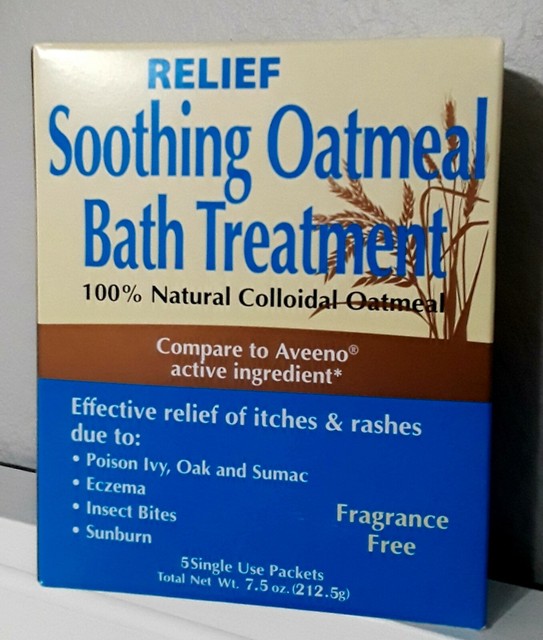 RELIEF
Soothing Oatmeal
Bath Treatment
100% Natural Colloidal Oatmeal
Compare to Aveeno®
active ingredient*
Effective relief of itches & rashes
due to:
• Poison Ivy, Oak and Sumac
• Eczema
• Insect Bites
• Sunburn
Fragrance
Free
5 Single Use Packets
Total Net Wt. 7.5 oz. (212.5g)